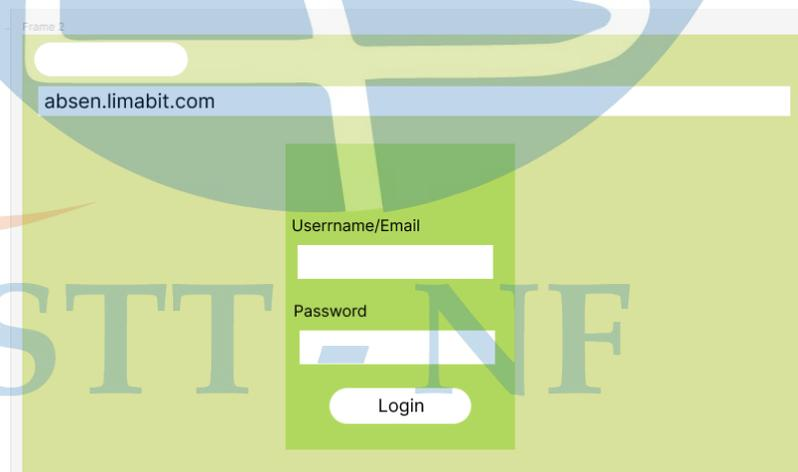 Frame 2
absen.limabit.com
Userrname/Email
Password
Login
STT - NF